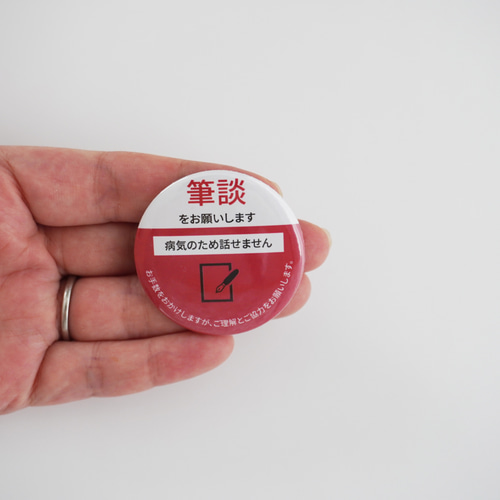 筆談
をお願いします
病気のため話せません
お手数をおかけしますが、ご理解とご協力をお願いします。